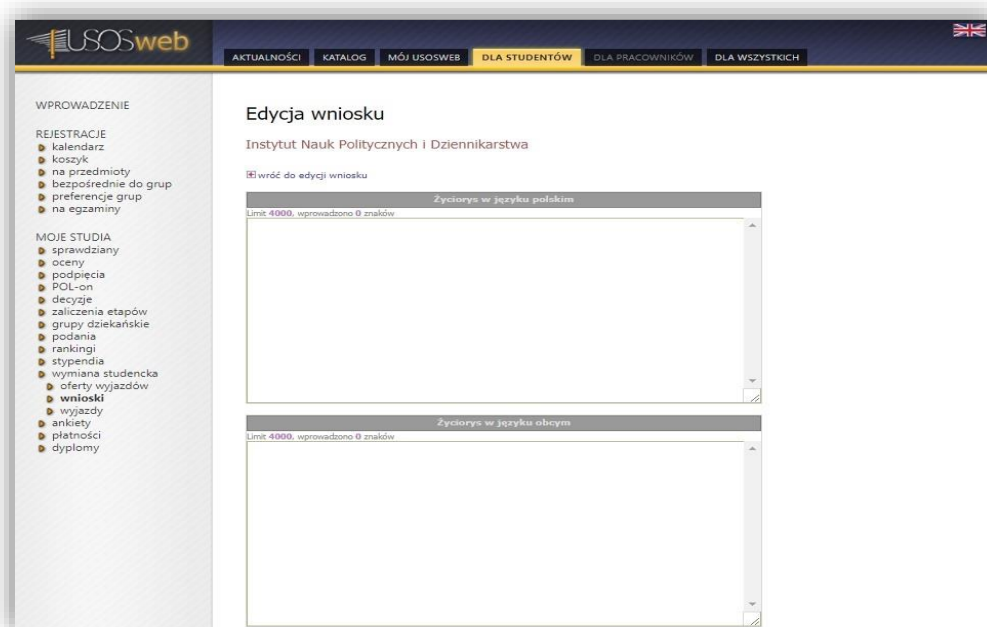 USOSweb
AKTUALNOŚCI KATALOG MÓJ USOSWEB DLA STUDENTÓW DLA PRACOWNIKÓW DLA WSZYSTKICH
WPROWADZENIE
REJESTRACJE
kalendarz
koszyk
na przedmioty
bezpośrednie do grup
preferencje grup
na egzaminy
MOJE STUDIA
sprawdziany
oceny
podpięcia
POL-on
decyzje
zaliczenia etapów
grupy dziekańskie
podania
rankingi
stypendia
wymiana studencka
oferty wyjazdów
wnioski
wyjazdy
ankiety
płatności
dyplomy
Edycja wniosku
Instytut Nauk Politycznych i Dziennikarstwa
wróć do edycji wniosku
Życiorys w języku polskim
Limit 4000, wprowadzono 0 znaków
Życiorys w języku obcym
Limit 4000, wprowadzono 0 znaków